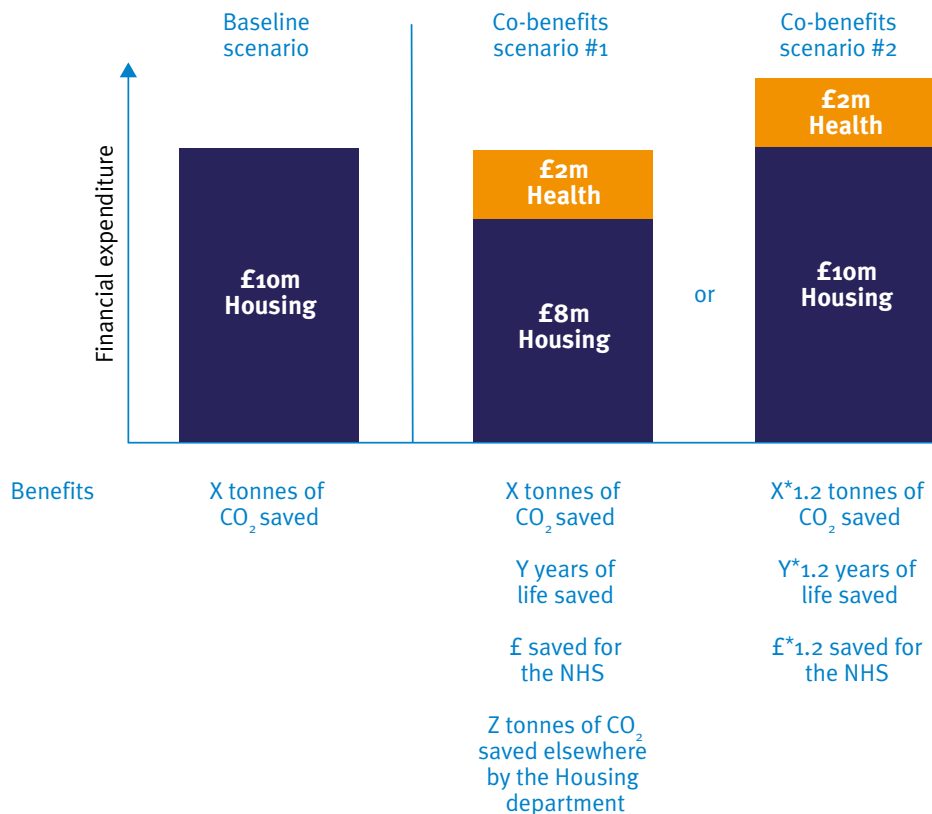 Baseline
scenario
Co-benefits
scenario #1
Co-benefits
scenario #2
Financial expenditure
£10m
Housing
£2m
Health
£8m
Housing
or
£2m
Health
£10m
Housing
Benefits
X tonnes of
CO₂ saved
X tonnes of
CO₂ saved
Y years of
life saved
£ saved for
the NHS
Z tonnes of CO₂
saved elsewhere
by the Housing
department
X*1.2 tonnes of
CO₂ saved
Y*1.2 years of
life saved
£*1.2 saved for
the NHS